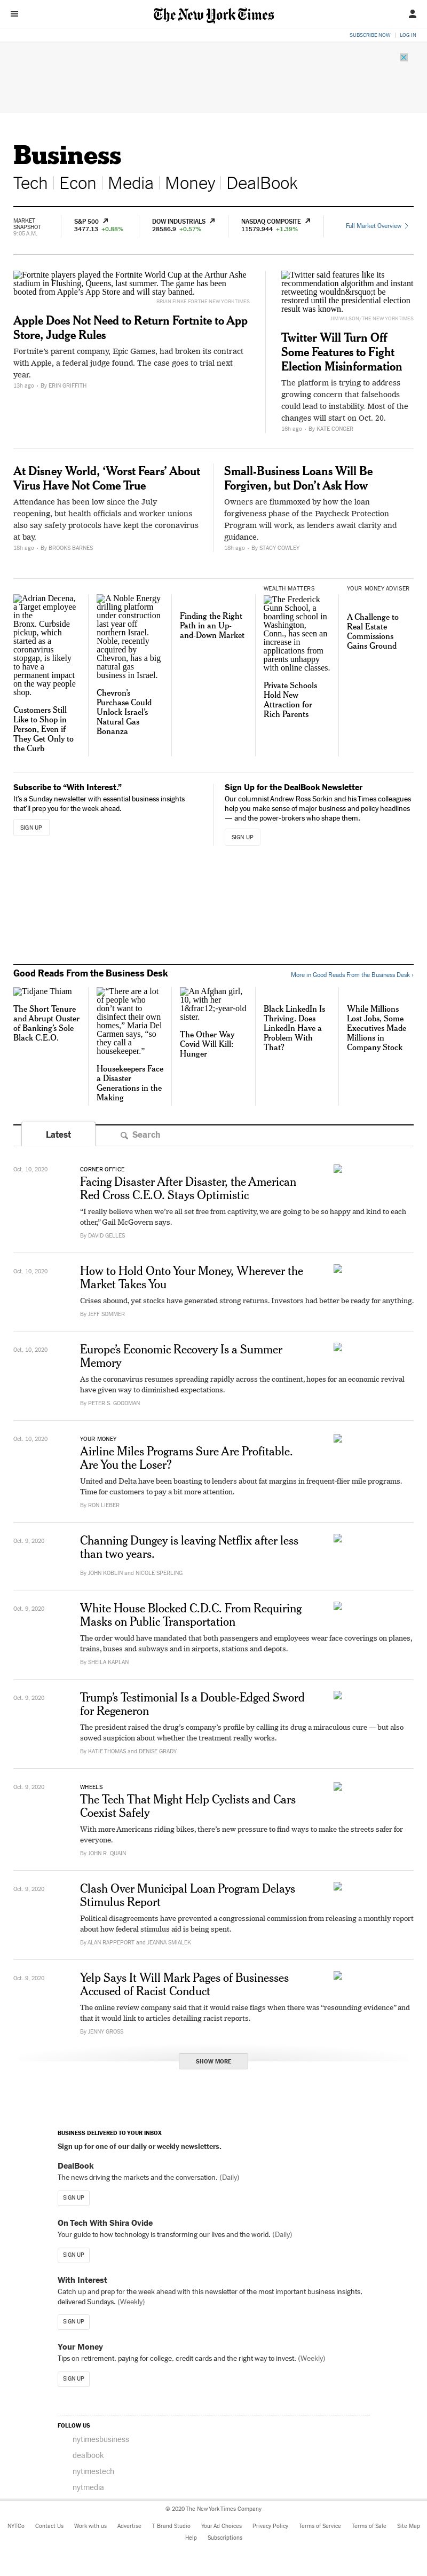 The New York Times
SUBSCRIBE NOW | LOG IN
Business
Tech | Econ | Media | Money | DealBook
MARKET
SNAPSHOT
9:05 A.M.
S&P 500
3477.13 +0.88%
DOW INDUSTRIALS
28586.9 +0.57%
NASDAQ COMPOSITE
11579.944 +1.39%
Full Market Overview
Fortnite players played the Fortnite World Cup at the Arthur Ashe
stadium in Flushing, Queens, last summer. The game has been
booted from Apple's App Store and will stay banned.
BRIAN FINKE FOR THE NEW YORK TIMES
Apple Does Not Need to Return Fortnite to App
Store, Judge Rules
Fortnite's parent company, Epic Games, had broken its contract
with Apple, a federal judge found. The case goes to trial next
year.
13h ago • By ERIN GRIFFITH
Twitter said features like its
recommendation algorithm and instant
retweeting wouldn&rsquo;t be
restored until the presidential election
result was known.
JIM WILSON/THE NEW YORK TIMES
Twitter Will Turn Off
Some Features to Fight
Election Misinformation
The platform is trying to address
growing concern that falsehoods
could lead to instability. Most of the
changes will start on Oct. 20.
16h ago • By KATE CONGER
At Disney World, 'Worst Fears' About
Virus Have Not Come True
Attendance has been low since the July
reopening, but health officials and worker unions
also say safety protocols have kept the coronavirus
at bay.
18h ago • By BROOKS BARNES
Small-Business Loans Will Be
Forgiven, but Don't Ask How
Owners are flummoxed by how the loan
forgiveness phase of the Paycheck Protection
Program will work, as lenders await clarity and
guidance.
18h ago • By STACY COWLEY
Adrian Decena,
a Target employee
in the
Bronx. Curbside
pickup, which
started as a
coronavirus
stopgap, is likely
to have a
permanent impact
on the way people
shop.
Customers Still
Like to Shop in
Person, Even if
They Get Only to
the Curb
A Noble Energy
drilling platform
under construction
last year off
northern Israel.
Noble, recently
acquired by
Chevron, has a big
natural gas
business in Israel.
Chevron's
Purchase Could
Unlock Israel's
Natural Gas
Bonanza
Finding the Right
Path in an Up-
and-Down Market
WEALTH MATTERS
The Frederick
Gunn School, a
boarding school in
Washington,
Conn., has seen an
increase in
applications from
parents unhappy
with other closures.
Private Schools
Hold New
Attraction for
Rich Parents
YOUR MONEY ADVISER
A Challenge to
Real Estate
Commissions
Gains Ground
Subscribe to “With Interest.”
It's a Sunday newsletter with essential business insights
that'll prep you for the week ahead.
SIGN UP
Sign Up for the DealBook Newsletter
Our columnist Andrew Ross Sorkin and his Times colleagues
help you make sense of major business and policy headlines
— and the power-brokers who shape them.
SIGN UP
Good Reads From the Business Desk
More in Good Reads From the Business Desk ›
Tidjane Thiam
The Short Tenure
and Abrupt Ouster
of Banking's Sole
Black C.E.O.
“There are a lot
of people who
don't want to
disinfect their own
homes,” Maria Del
Carmen says, “so
they call a
housekeeper.”
Housekeepers Face
a Disaster
Generations in the
Making
An Afghan girl,
10, with her
1&frac12;-year-old
sister.
The Other Way
Covid Will Kill:
Hunger
Black LinkedIn Is
Thriving. Does
LinkedIn Have a
Problem With
That?
While Millions
Lost Jobs, Some
Executives Made
Millions in
Company Stock
Latest
Search
Oct. 10, 2020
CORNER OFFICE
Facing Disaster After Disaster, the American
Red Cross C.E.O. Stays Optimistic
“I really believe when we're all set free from captivity, we are going to be so happy and kind to each
other,” Gail McGovern says.
By DAVID GELLES
Oct. 10, 2020
How to Hold Onto Your Money, Wherever the
Market Takes You
Crises abound, yet stocks have generated strong returns. Investors had better be ready for anything.
By JEFF SOMMER
Oct. 10, 2020
Europe's Economic Recovery Is a Summer
Memory
As the coronavirus resumes spreading rapidly across the continent, hopes for an economic revival
have given way to diminished expectations.
By PETER S. GOODMAN
Oct. 10, 2020
YOUR MONEY
Airline Miles Programs Sure Are Profitable.
Are You the Loser?
United and Delta have been boasting to lenders about fat margins in frequent-flier mile programs.
Time for customers to pay a bit more attention.
By RON LIEBER
Oct. 9, 2020
Channing Dungey is leaving Netflix after less
than two years.
By JOHN KOBLIN and NICOLE SPERLING
Oct. 9, 2020
White House Blocked C.D.C. From Requiring
Masks on Public Transportation
The order would have mandated that both passengers and employees wear face coverings on planes,
trains, buses and subways and in airports, stations and depots.
By SHEILA KAPLAN
Oct. 9, 2020
Trump's Testimonial Is a Double-Edged Sword
for Regeneron
The president raised the drug's company's profile by calling its drug a miraculous cure — but also
sowed suspicion about whether the treatment really works.
By KATIE THOMAS and DENISE GRADY
Oct. 9, 2020
WHEELS
The Tech That Might Help Cyclists and Cars
Coexist Safely
With more Americans riding bikes, there's new pressure to find ways to make the streets safer for
everyone.
By JOHN R. QUAIN
Oct. 9, 2020
Clash Over Municipal Loan Program Delays
Stimulus Report
Political disagreements have prevented a congressional commission from releasing a monthly report
about how federal stimulus aid is being spent.
By ALAN RAPPEPORT and JEANNA SMIALEK
Oct. 9, 2020
Yelp Says It Will Mark Pages of Businesses
Accused of Racist Conduct
The online review company said that it would raise flags when there was “resounding evidence” and
that it would link to articles detailing racist reports.
By JENNY GROSS
SHOW MORE
BUSINESS DELIVERED TO YOUR INBOX
Sign up for one of our daily or weekly newsletters.
DealBook
The news driving the markets and the conversation. (Daily)
SIGN UP
On Tech With Shira Ovide
Your guide to how technology is transforming our lives and the world. (Daily)
SIGN UP
With Interest
Catch up and prep for the week ahead with this newsletter of the most important business insights,
delivered Sundays. (Weekly)
SIGN UP
Your Money
Tips on retirement, paying for college, credit cards and the right way to invest. (Weekly)
SIGN UP
FOLLOW US
nytimesbusiness
dealbook
nytimestech
nytmedia
© 2020 The New York Times Company
NYTCo Contact Us Work with us Advertise T Brand Studio Your Ad Choices Privacy Policy Terms of Service Terms of Sale Site Map
Help Subscriptions